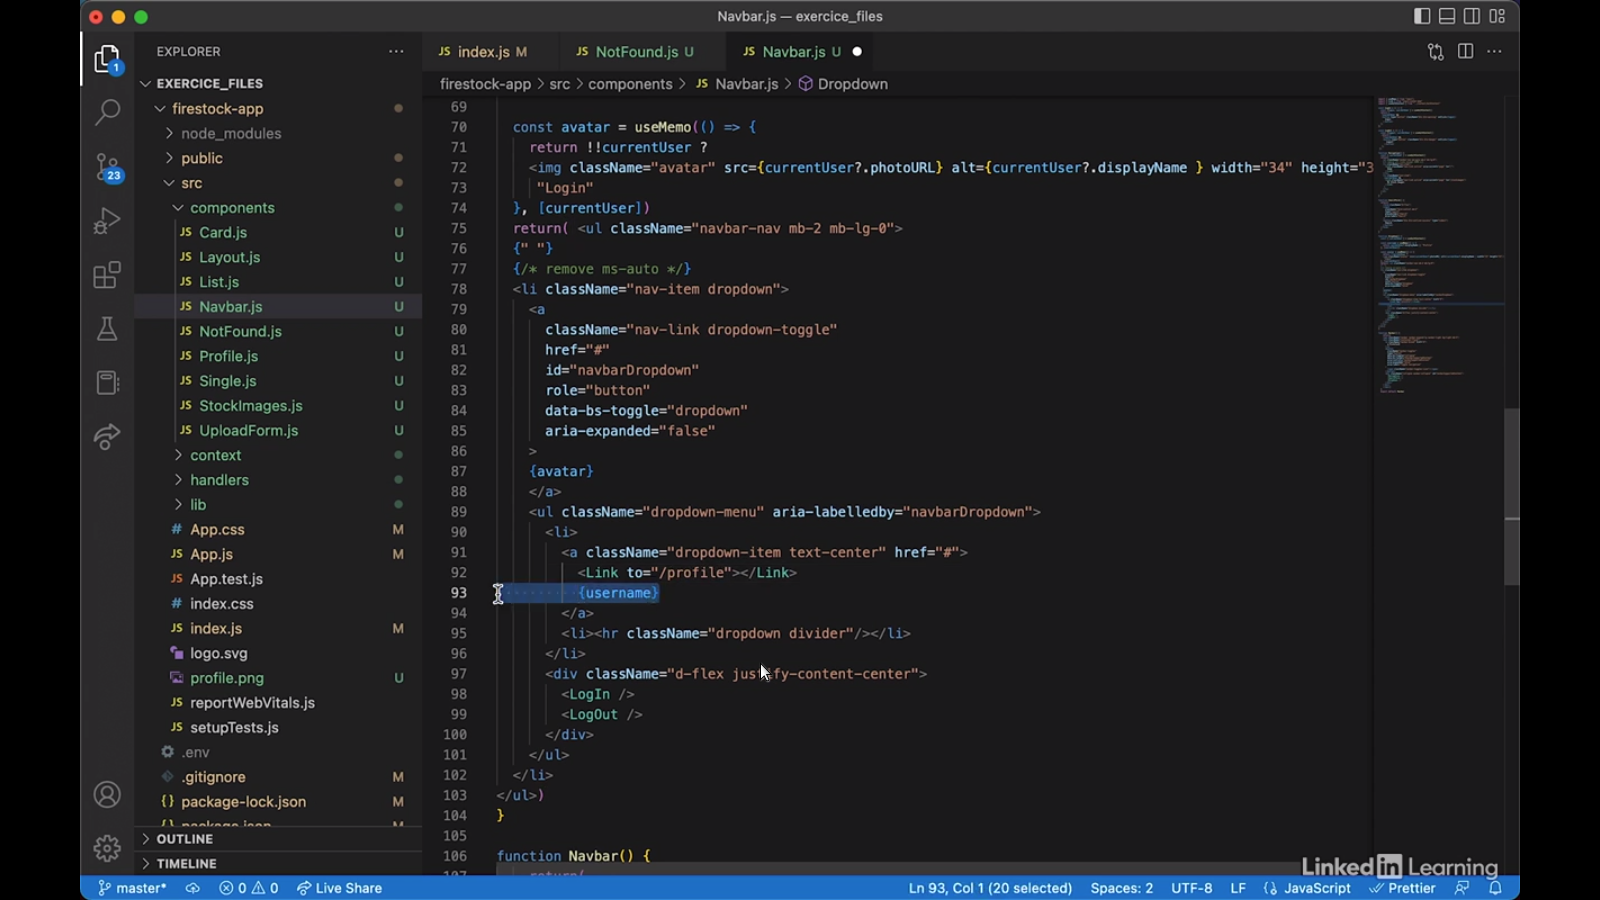 Navbar.js — exercice_files
EXPLORER
index.js M
NotFound.js U
Navbar.js U
EXERCICE_FILES
firestock-app > src > components > JS Navbar.js > Dropdown
firestock-app
node_modules
public
src
components
JS Card.js U
JS Layout.js U
JS List.js U
JS Navbar.js U
JS NotFound.js U
JS Profile.js U
JS Single.js U
JS StockImages.js U
JS UploadForm.js U
context
handlers
lib
# App.css M
JS App.js M
JS App.test.js
# index.css
JS index.js M
logo.svg
profile.png U
JS reportWebVitals.js
JS setupTests.js
.env
.gitignore M
{} package-lock.json M
OUTLINE
TIMELINE
1
23
69
70 const avatar = useMemo(() => {
71 return !!currentUser ?
72 <img className="avatar" src={currentUser?.photoURL} alt={currentUser?.displayName } width="34" height="3
73 "Login"
74 }, [currentUser])
75 return( <ul className="navbar-nav mb-2 mb-lg-0">
76 {" "}
77 {/* remove ms-auto */}
78 <li className="nav-item dropdown">
79 <a
80 className="nav-link dropdown-toggle"
81 href="#"
82 id="navbarDropdown"
83 role="button"
84 data-bs-toggle="dropdown"
85 aria-expanded="false"
86 >
87 {avatar}
88 </a>
89 <ul className="dropdown-menu" aria-labelledby="navbarDropdown">
90 <li>
91 <a className="dropdown-item text-center" href="#">
92 <Link to="/profile"></Link>
93 {username}
94 </a>
95 <li><hr className="dropdown divider"/></li>
96 </li>
97 <div className="d-flex justify-content-center">
98 <LogIn />
99 <LogOut />
100 </div>
101 </ul>
102 </li>
103 </ul>)
104 }
105
106 function Navbar() {
LinkedIn Learning
master* 0 0 Live Share Ln 93, Col 1 (20 selected) Spaces: 2 UTF-8 LF {} JavaScript Prettier